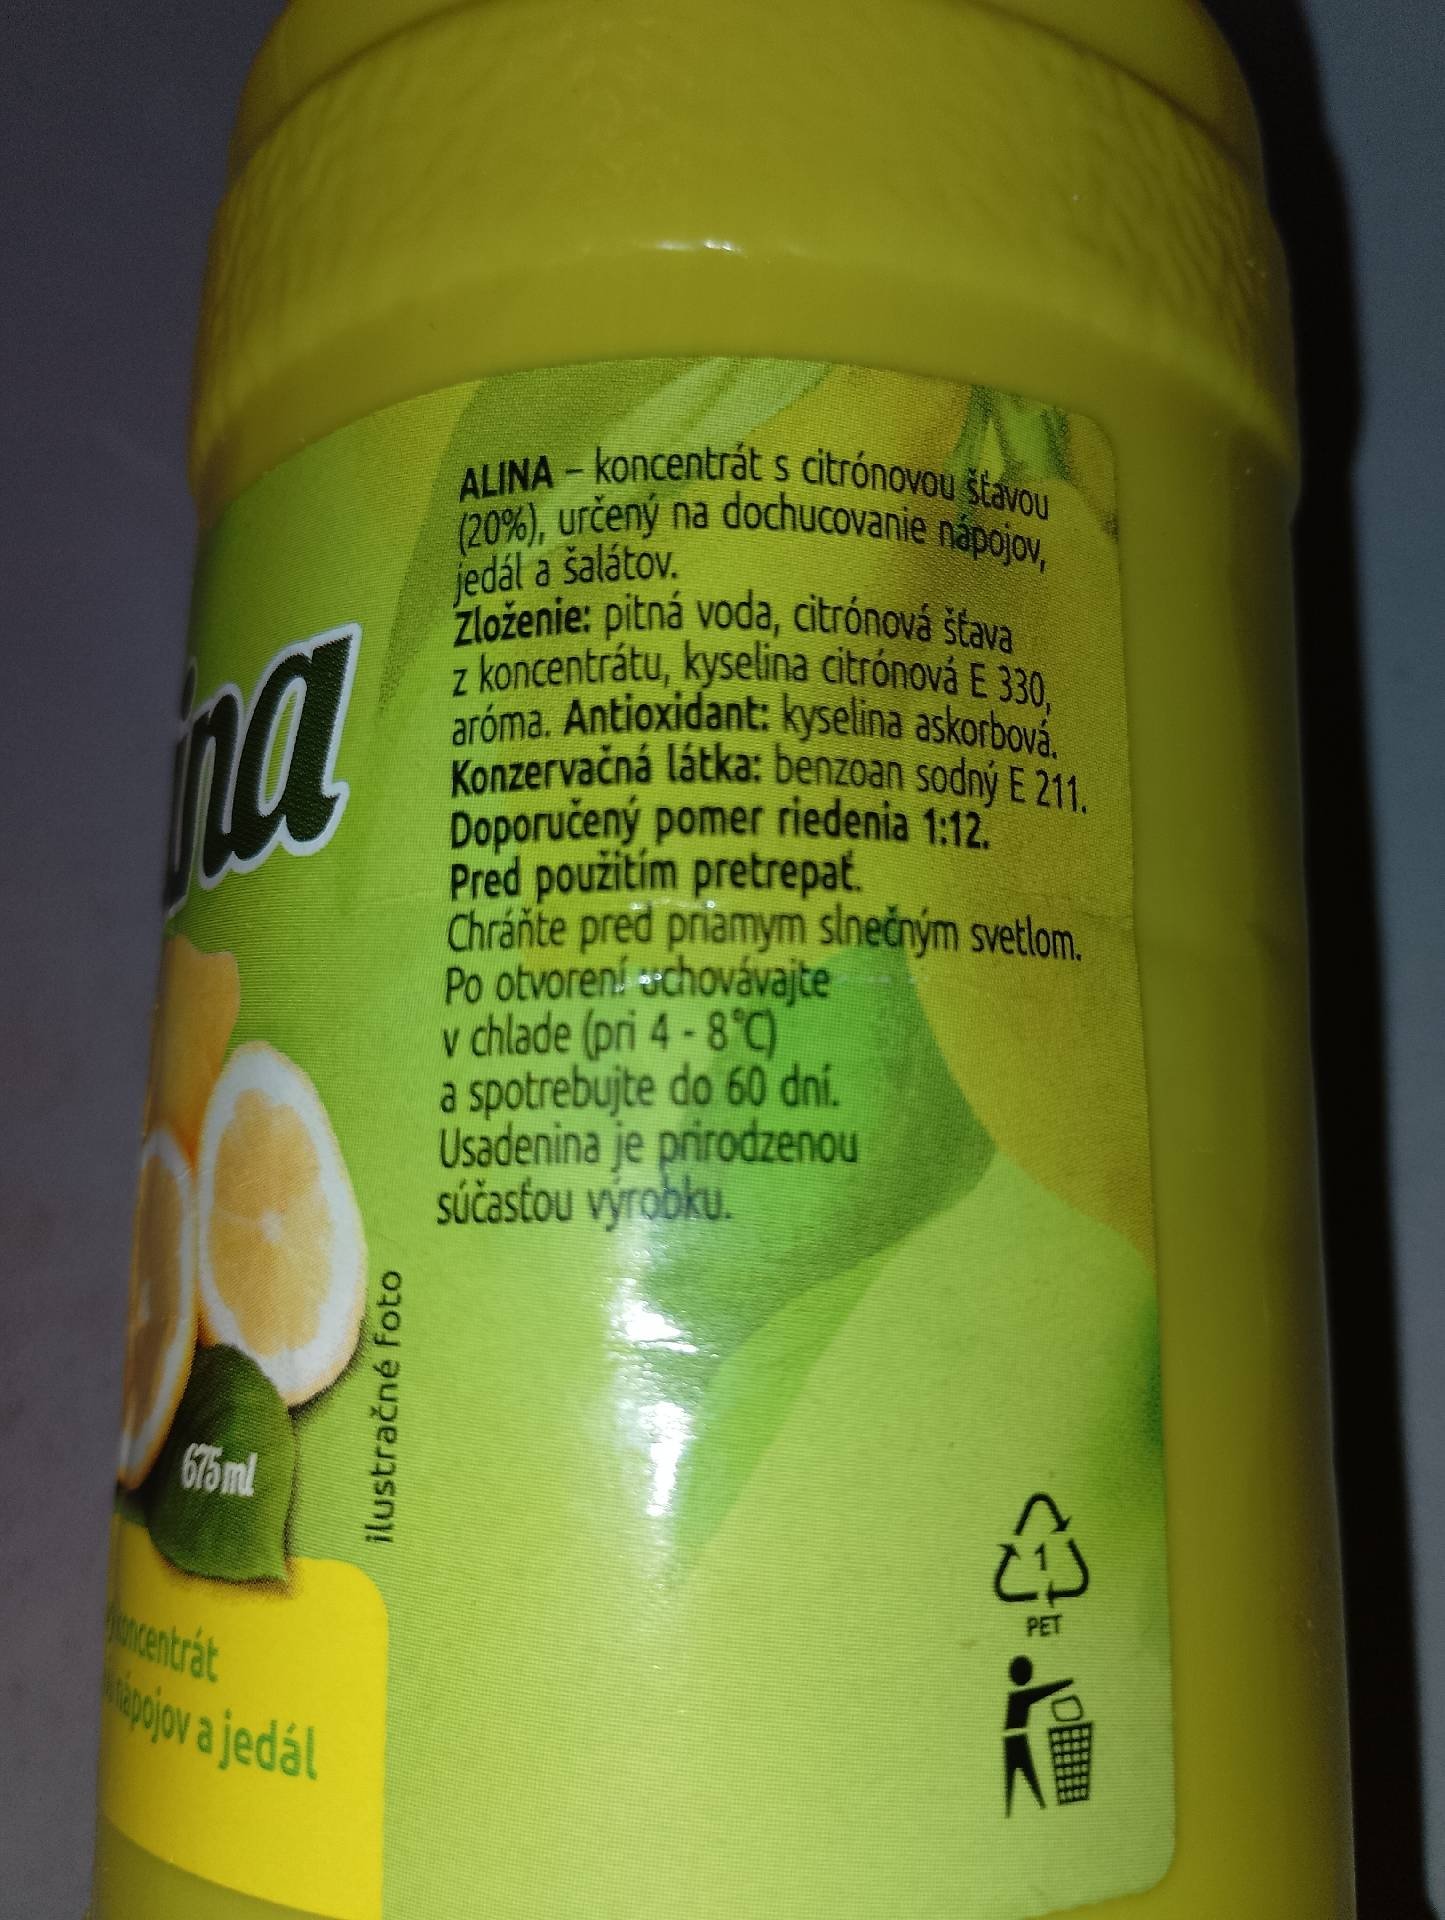 ALINA – koncentrát s citrónovou šťavou
(20%), určený na dochucovanie nápojov,
jedál a šalátov.
Zloženie: pitná voda, citrónová šťava
z koncentrátu, kyselina citrónová E 330,
aróma. Antioxidant: kyselina askorbová.
Konzervačná látka: benzoan sodný E 211.
Doporučený pomer riedenia 1:12.
Pred použitím pretrepať.
Chráňte pred priamym slnečným svetlom.
Po otvorení uchovávajte
v chlade (pri 4 - 8°C)
a spotrebujte do 60 dní.
Usadenina je prirodzenou
súčasťou výrobku.
ina
ilustračné foto
675 ml
koncentrát
nápojov a jedál
1
PET